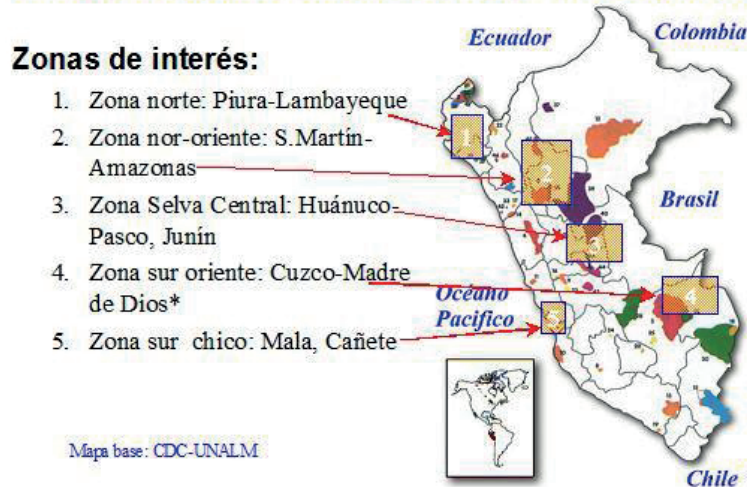 Ecuador
Colombia
Zonas de interés:
1. Zona norte: Piura-Lambayeque
2. Zona nor-oriente: S.Martín-
Amazonas
3. Zona Selva Central: Huánuco-
Pasco, Junín
4. Zona sur oriente: Cuzco-Madre
de Dios*
5. Zona sur chico: Mala, Cañete
1
2
3
4
5
Brasil
Océano
Pacifico
Mapa base: CDC-UNALM
Chile